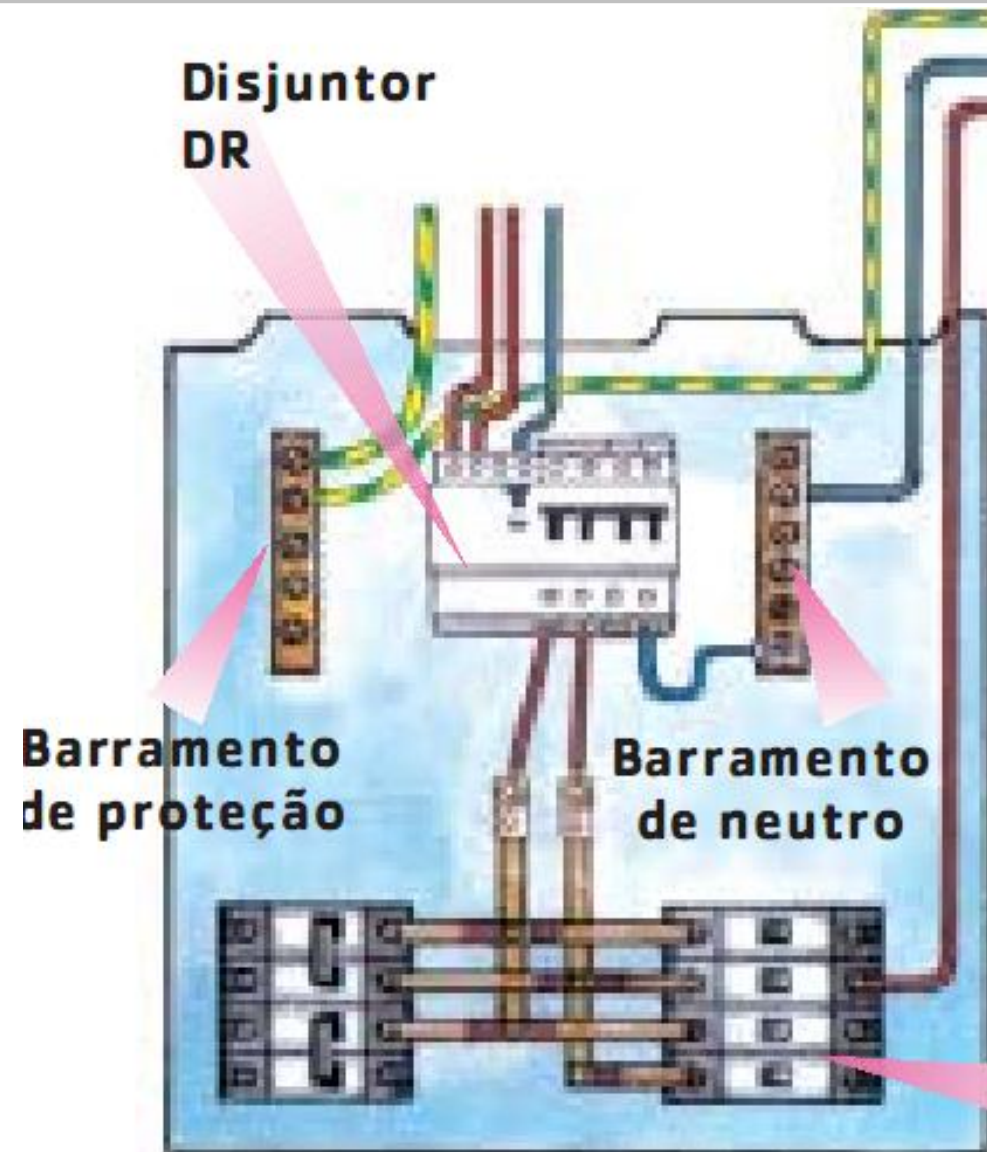 Disjuntor
DR
Barramento
de proteção
Barramento
de neutro